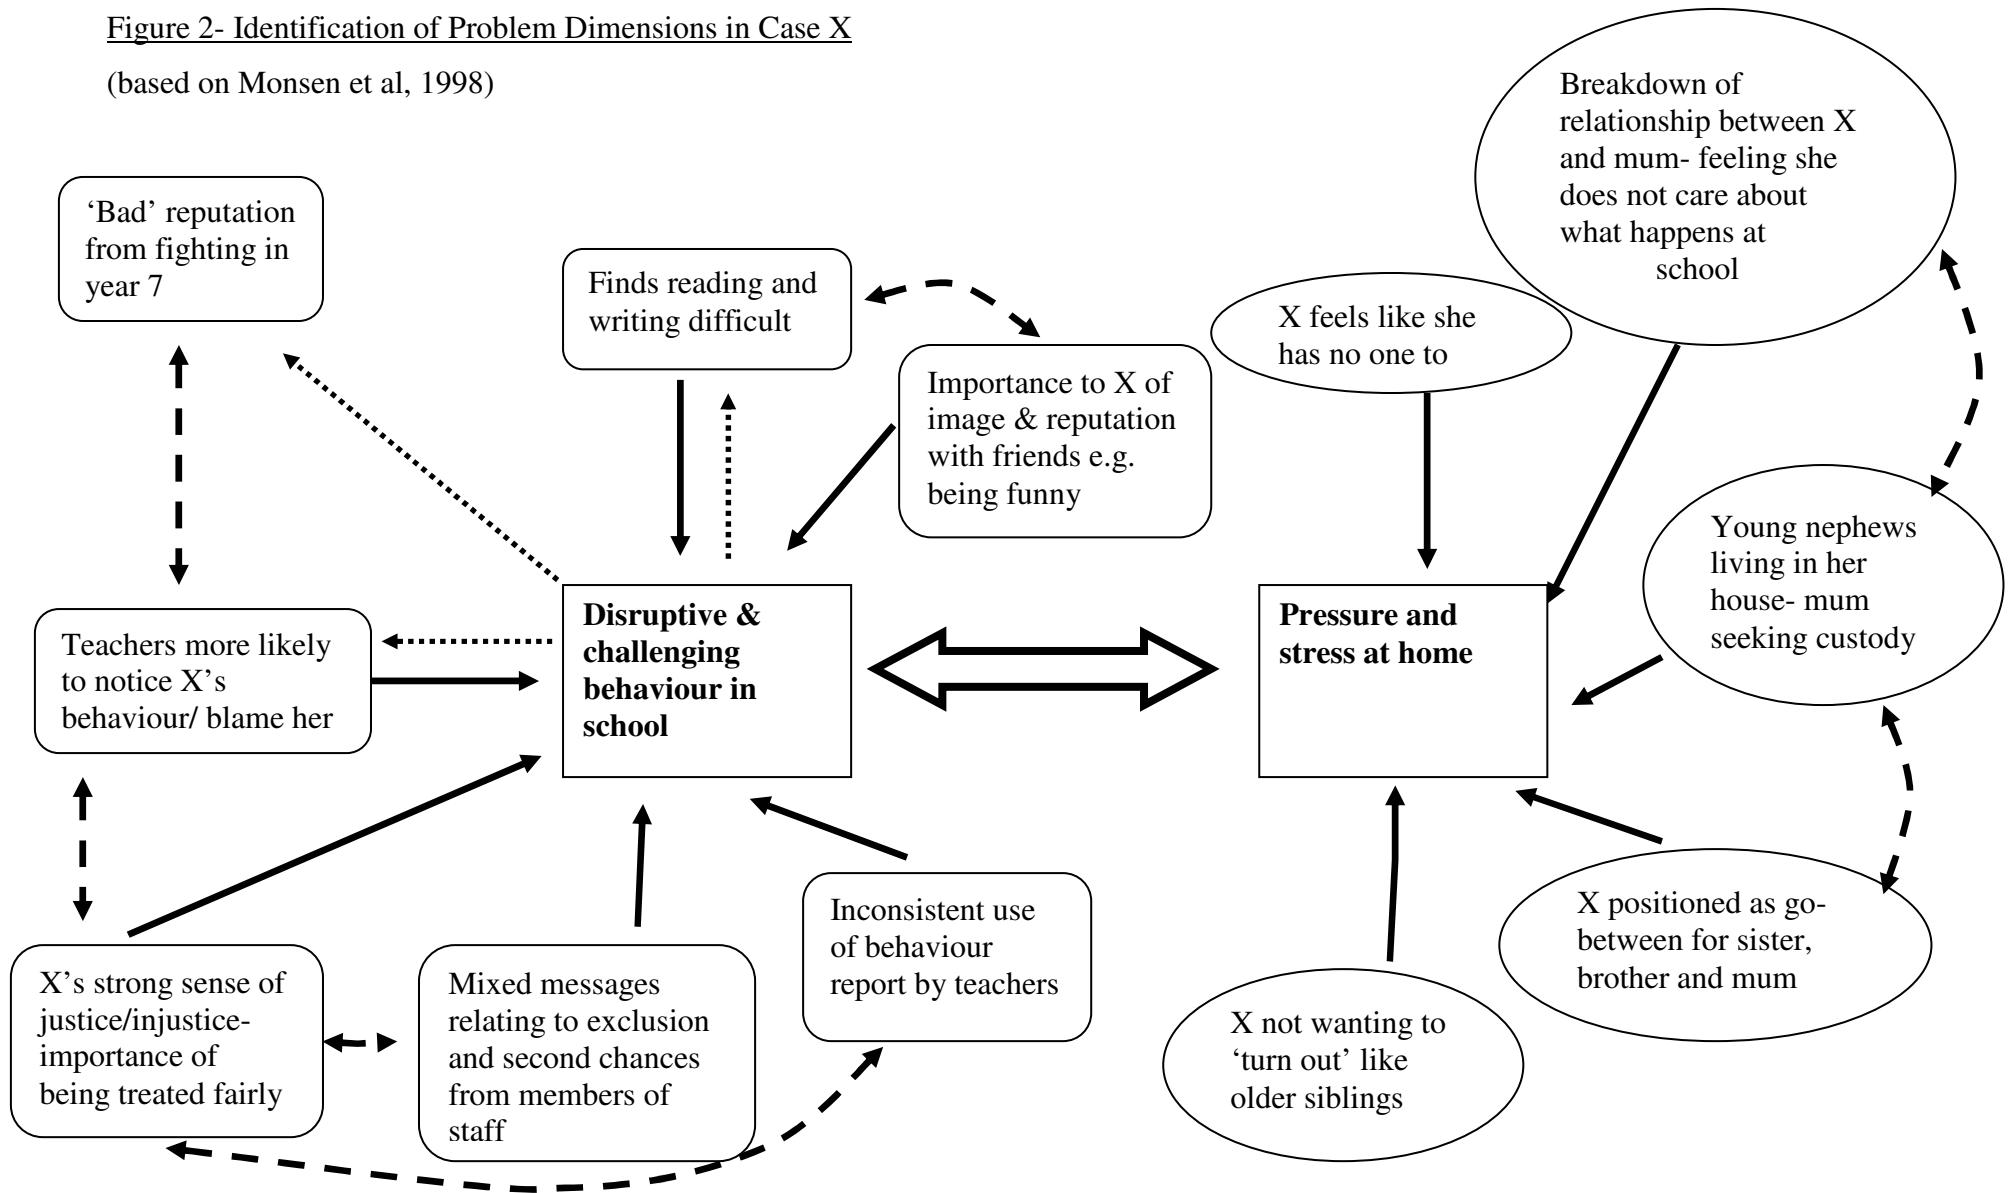 Figure 2- Identification of Problem Dimensions in Case X
(based on Monsen et al, 1998)
Breakdown of
relationship between X
and mum- feeling she
does not care about
what happens at
school
‘Bad’ reputation
from fighting in
year 7
Finds reading and
writing difficult
X feels like she
has no one to
Importance to X of
image & reputation
with friends e.g.
being funny
Young nephews
living in her
house- mum
seeking custody
Teachers more likely
to notice X’s
behaviour/ blame her
Disruptive &
challenging
behaviour in
school
Pressure and
stress at home
X’s strong sense of
justice/injustice-
importance of
being treated fairly
Mixed messages
relating to exclusion
and second chances
from members of
staff
Inconsistent use
of behaviour
report by teachers
X not wanting to
‘turn out’ like
older siblings
X positioned as go-
between for sister,
brother and mum